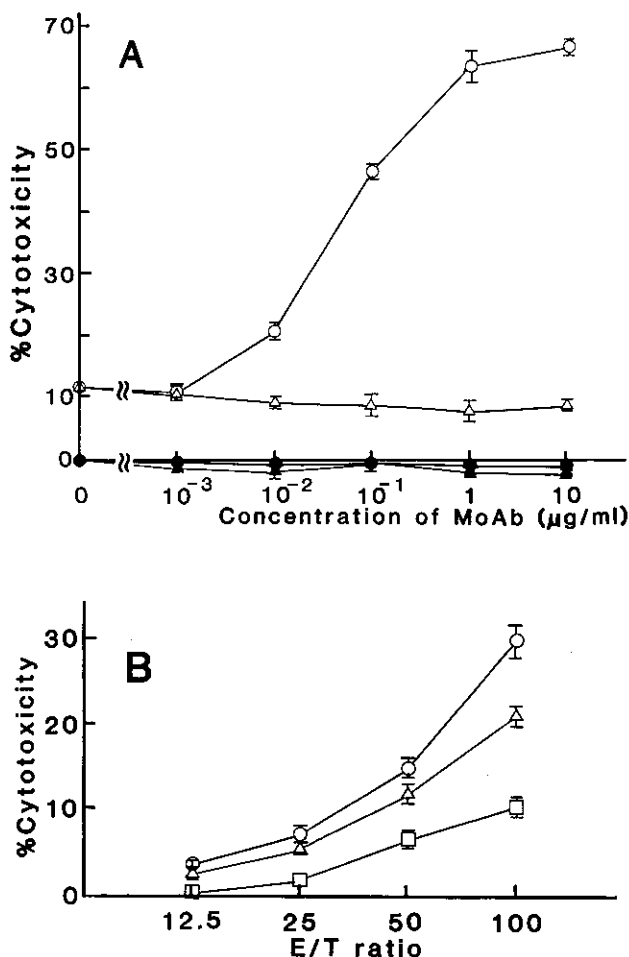 A
%Cytotoxicity
70
50
30
10
0
0 10⁻³ 10⁻² 10⁻¹ 1 10
Concentration of MoAb (μg/ml)
B
%Cytotoxicity
30
20
10
0
12.5 25 50 100
E/T ratio